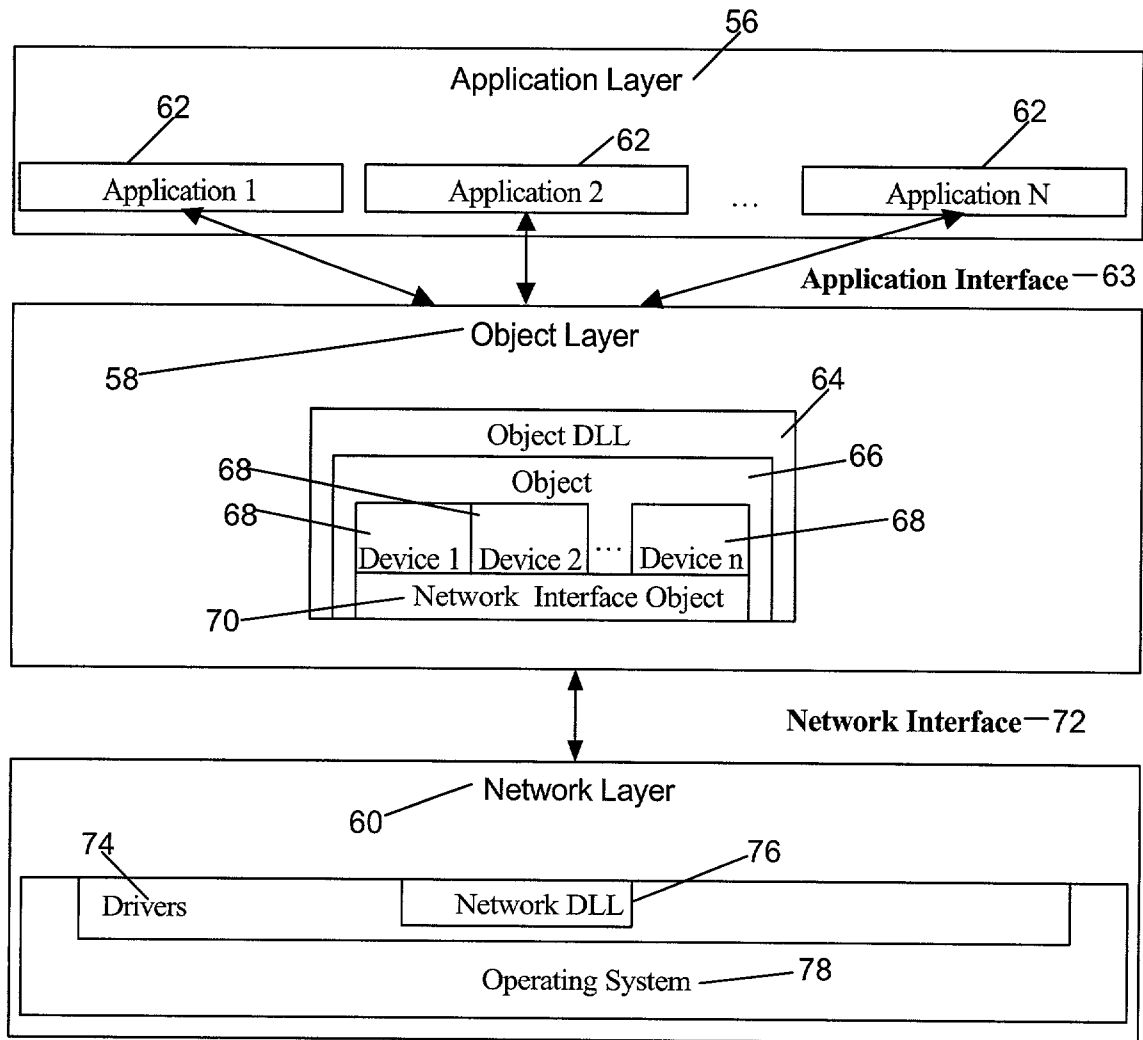 56
Application Layer
62
62
62
Application 1
Application 2
...
Application N
Application Interface 63
Object Layer
58
64
Object DLL
68
66
Object
68
68
Device 1
Device 2
...
Device n
Network Interface Object
70
Network Interface 72
Network Layer
60
74
76
Drivers
Network DLL
Operating System
78